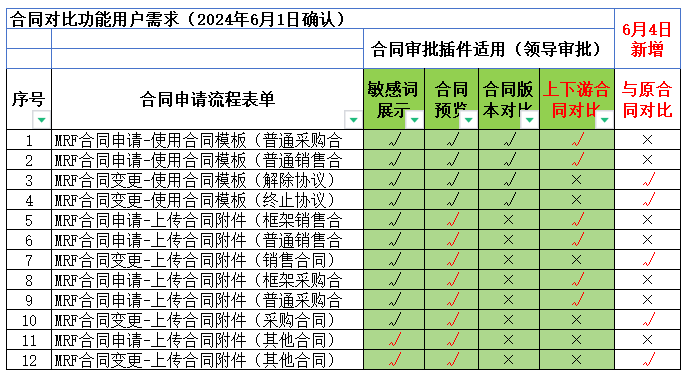 合同对比功能用户需求（2024年6月1日确认）
6月4日
新增
合同审批插件适用（领导审批）
序号 合同申请流程表单 敏感词展示 合同预览 合同版本对比 上下游合同对比 与原合同对比
1 MRF合同申请-使用合同模板（普通采购合 √ √ √ √ ×
2 MRF合同申请-使用合同模板（普通销售合 √ √ √ √ ×
3 MRF合同变更-使用合同模板（解除协议） √ √ √ × √
4 MRF合同变更-使用合同模板（终止协议） √ √ √ × √
5 MRF合同申请-上传合同附件（框架销售合 √ √ × √ ×
6 MRF合同申请-上传合同附件（普通销售合 √ √ × √ ×
7 MRF合同变更-上传合同附件（销售合同） √ √ × × √
8 MRF合同申请-上传合同附件（框架采购合 √ √ × √ ×
9 MRF合同申请-上传合同附件（普通采购合 √ √ × √ ×
10 MRF合同变更-上传合同附件（采购合同） √ √ × × √
11 MRF合同申请-上传合同附件（其他合同） √ √ × × ×
12 MRF合同变更-上传合同附件（其他合同） √ √ × × √